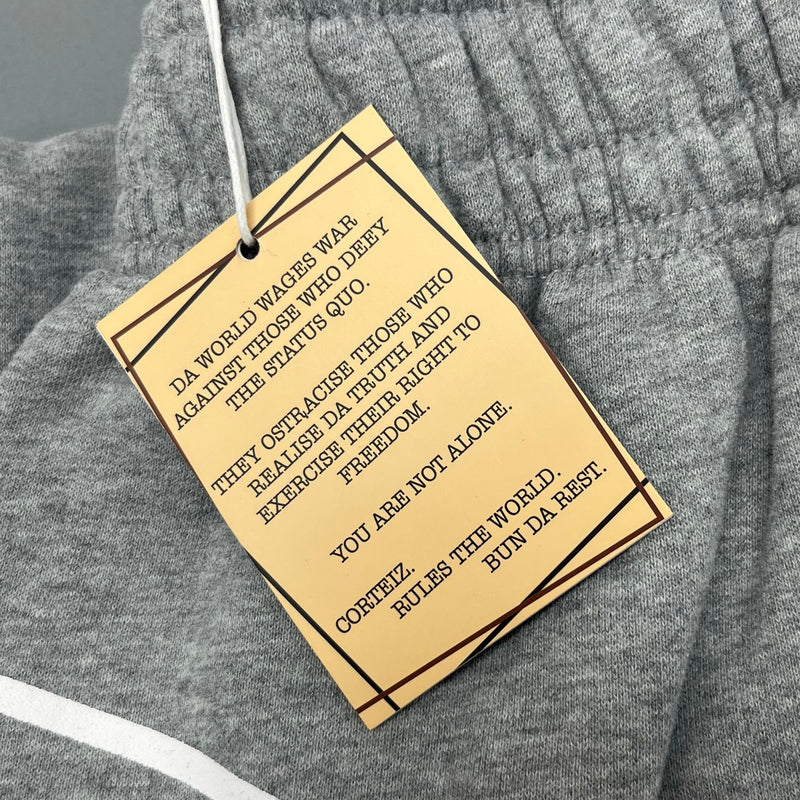 DA WORLD WAGES WAR
AGAINST THOSE WHO DEEY
THE STATUS QUO.
THEY OSTRACISE THOSE WHO
REALISE DA TRUTH AND
EXERCISE THEIR RIGHT TO
FREEDOM.
YOU ARE NOT ALONE.
CORTEIZ.
RULES THE WORLD.
BUN DA REST.